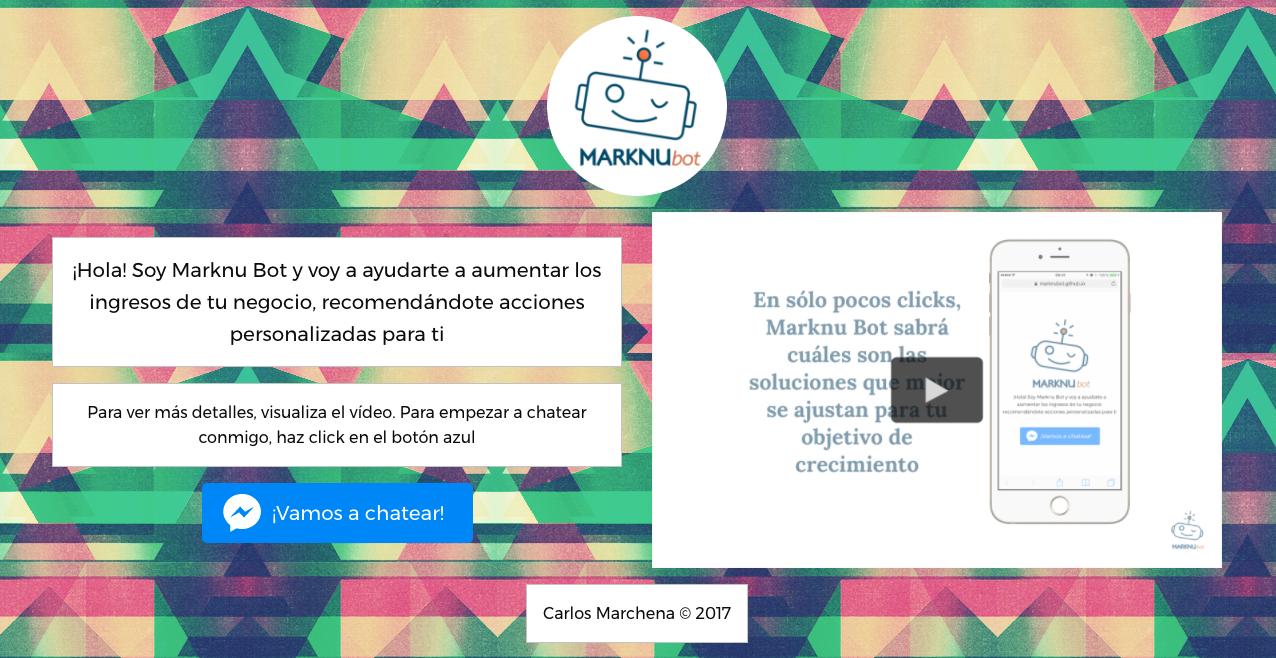 MARKNUbot
¡Hola! Soy Marknu Bot y voy a ayudarte a aumentar los
ingresos de tu negocio, recomendándote acciones
personalizadas para ti
Para ver más detalles, visualiza el vídeo. Para empezar a chatear
conmigo, haz click en el botón azul
¡Vamos a chatear!
En sólo pocos clicks,
Marknu Bot sabrá
cuáles son las
soluciones que mejor
se ajustan para tu
objetivo de
crecimiento
marknubot.github.io
MARKNU bot
¡Hola! Soy Marknu Bot y voy a ayudarte a
aumentar los ingresos de tu negocio
recomendándote acciones personalizadas para ti
¡Vamos a chatear!
MARKNUbot
Carlos Marchena © 2017